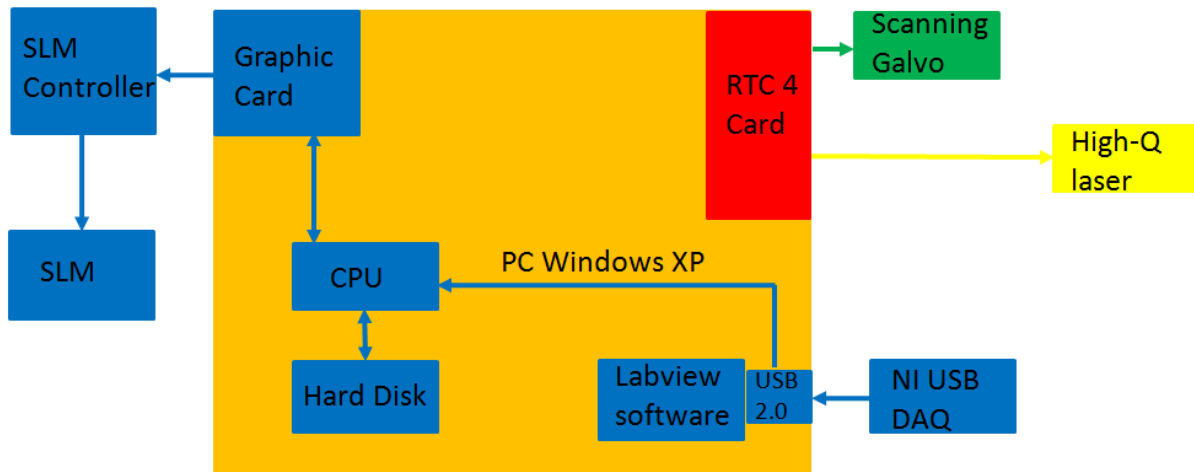 SLM
Controller
Graphic
Card
RTC 4
Card
Scanning
Galvo
High-Q
laser
SLM
CPU
PC Windows XP
Hard Disk
Labview
software
USB
2.0
NI USB
DAQ